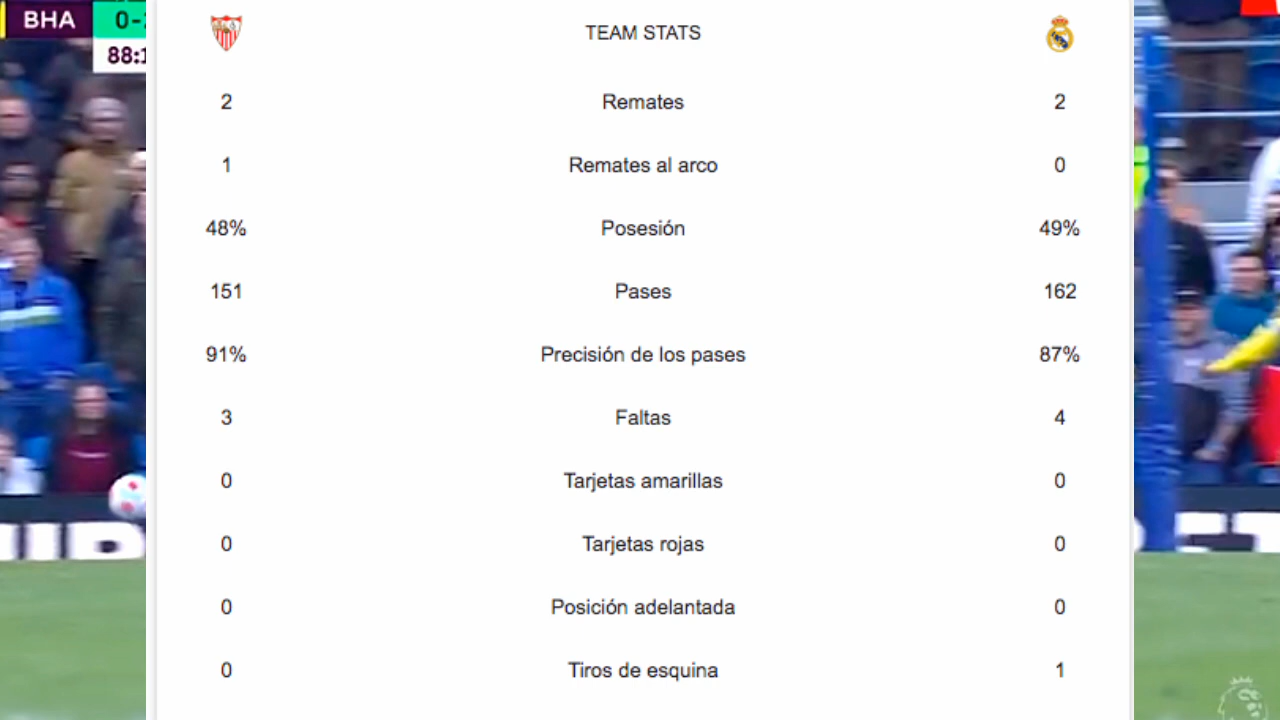 BHA 0-
88:1
TEAM STATS
2 Remates 2
1 Remates al arco 0
48% Posesión 49%
151 Pases 162
91% Precisión de los pases 87%
3 Faltas 4
0 Tarjetas amarillas 0
0 Tarjetas rojas 0
0 Posición adelantada 0
0 Tiros de esquina 1